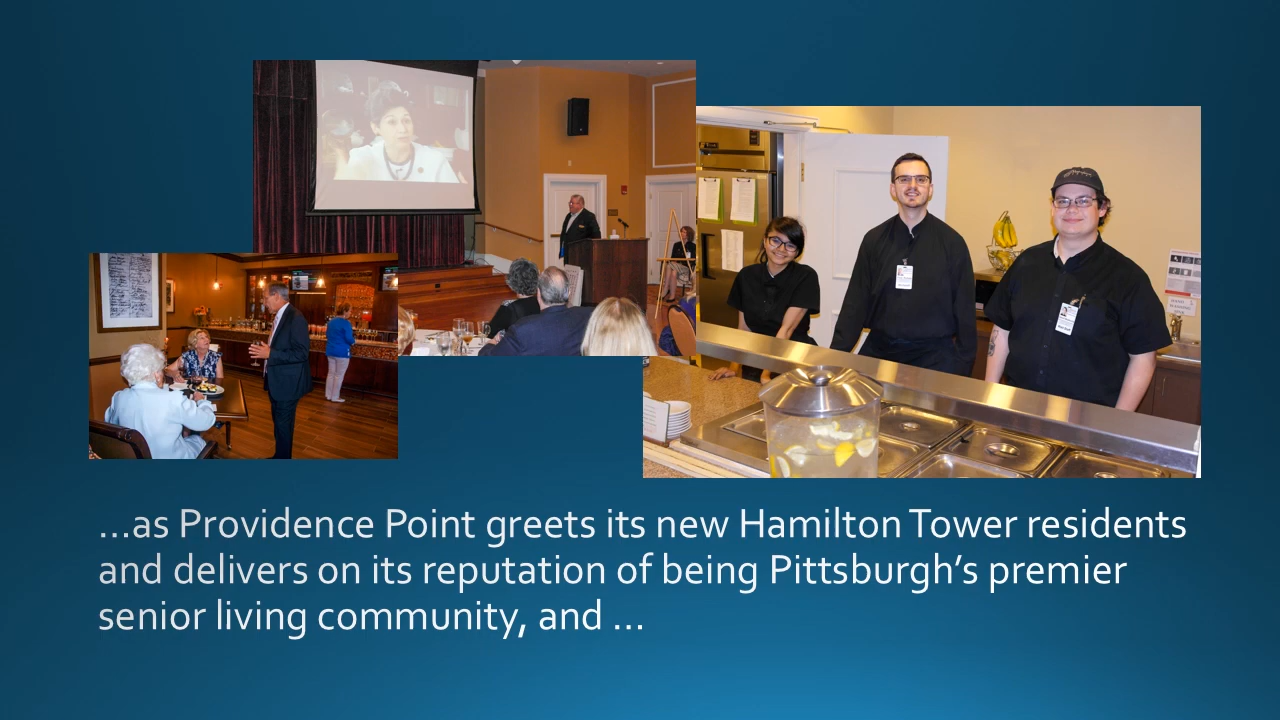 ...as Providence Point greets its new Hamilton Tower residents
and delivers on its reputation of being Pittsburgh’s premier
senior living community, and ...